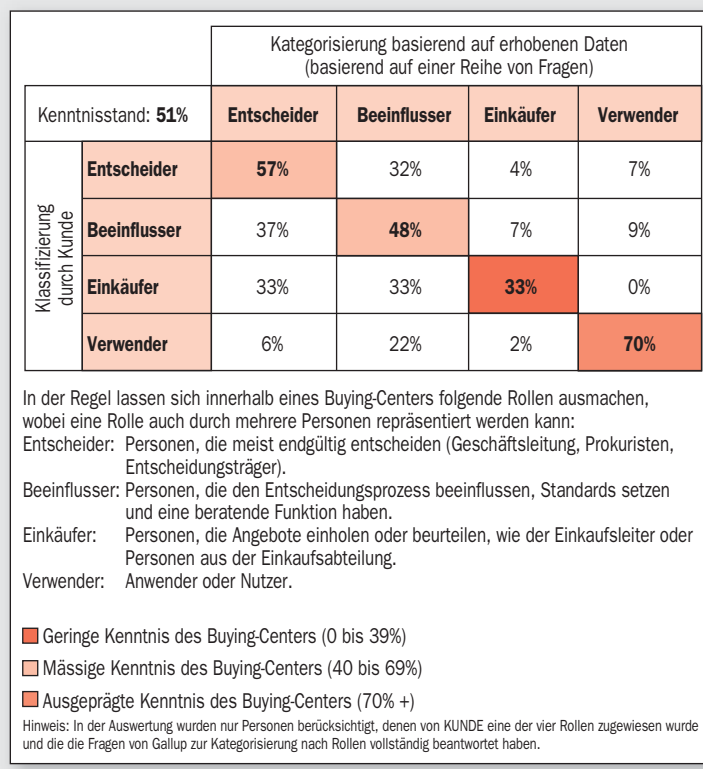 Kategorisierung basierend auf erhobenen Daten
(basierend auf einer Reihe von Fragen)
Kenntnisstand: 51% Entscheider Beeinflusser Einkäufer Verwender
Klassifizierung
durch Kunde
Entscheider 57% 32% 4% 7%
Beeinflusser 37% 48% 7% 9%
Einkäufer 33% 33% 33% 0%
Verwender 6% 22% 2% 70%
In der Regel lassen sich innerhalb eines Buying-Centers folgende Rollen ausmachen,
wobei eine Rolle auch durch mehrere Personen repräsentiert werden kann:
Entscheider: Personen, die meist endgültig entscheiden (Geschäftsleitung, Prokuristen,
Entscheidungsträger).
Beeinflusser: Personen, die den Entscheidungsprozess beeinflussen, Standards setzen
und eine beratende Funktion haben.
Einkäufer: Personen, die Angebote einholen oder beurteilen, wie der Einkaufsleiter oder
Personen aus der Einkaufsabteilung.
Verwender: Anwender oder Nutzer.
Geringe Kenntnis des Buying-Centers (0 bis 39%)
Mässige Kenntnis des Buying-Centers (40 bis 69%)
Ausgeprägte Kenntnis des Buying-Centers (70% +)
Hinweis: In der Auswertung wurden nur Personen berücksichtigt, denen von KUNDE eine der vier Rollen zugewiesen wurde
und die die Fragen von Gallup zur Kategorisierung nach Rollen vollständig beantwortet haben.